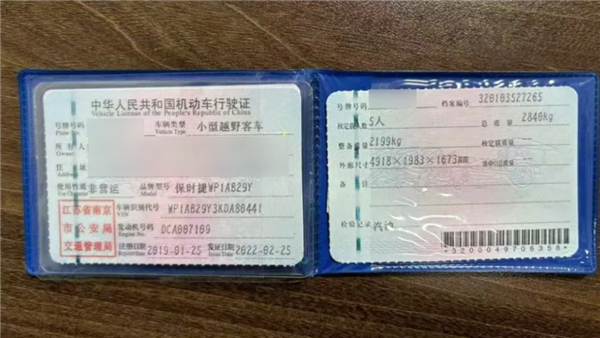 中华人民共和国机动车行驶证
Vehicle License of the People's Republic of China
号牌号码
Plate No.
车辆类型
Vehicle Type
小型越野客车
所有人
Owner
住址
Address
使用性质
Use Character
非营运
品牌型号
Model
保时捷WP1AB29Y
江苏省南京
市公安局
交通管理局
车辆识别代号
VIN
WP1AB29Y3KDA80441
发动机号码
Engine No.
DCA007109
注册日期
Register Date
2019-01-25
发证日期
Issue Date
2022-02-25
号牌号码
档案编号
320103527265
核定载人数
5人
总质量
2840kg
整备质量
2199kg
核定载质量
外廓尺寸
4918×1983×1673mm
准牵引总质量
检验记录
汽油
*3200049706358*